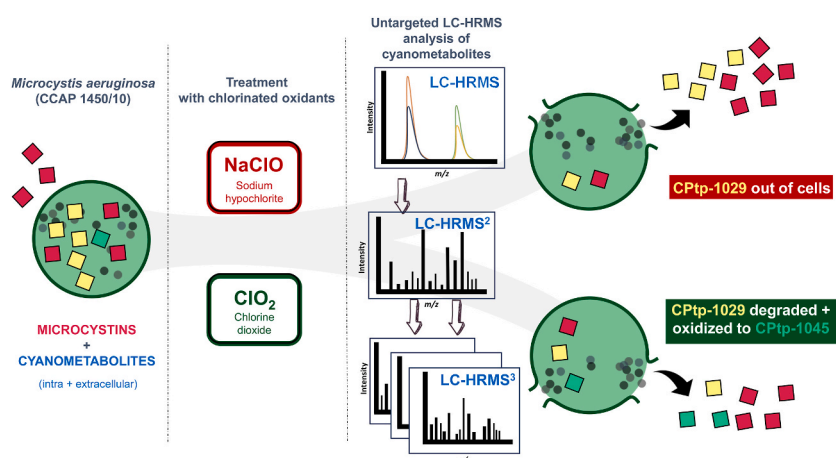 Microcystis aeruginosa
(CCAP 1450/10)
MICROCYSTINS
+
CYANOMETABOLITES
(intra + extracellular)
Treatment
with chlorinated oxidants
NaClO
Sodium
hypochlorite
ClO2
Chlorine
dioxide
Untargeted LC-HRMS
analysis of
cyanometabolites
LC-HRMS
Intensity
m/z
LC-HRMS²
Intensity
m/z
LC-HRMS³
Intensity
CPtp-1029 out of cells
CPtp-1029 degraded +
oxidized to CPtp-1045